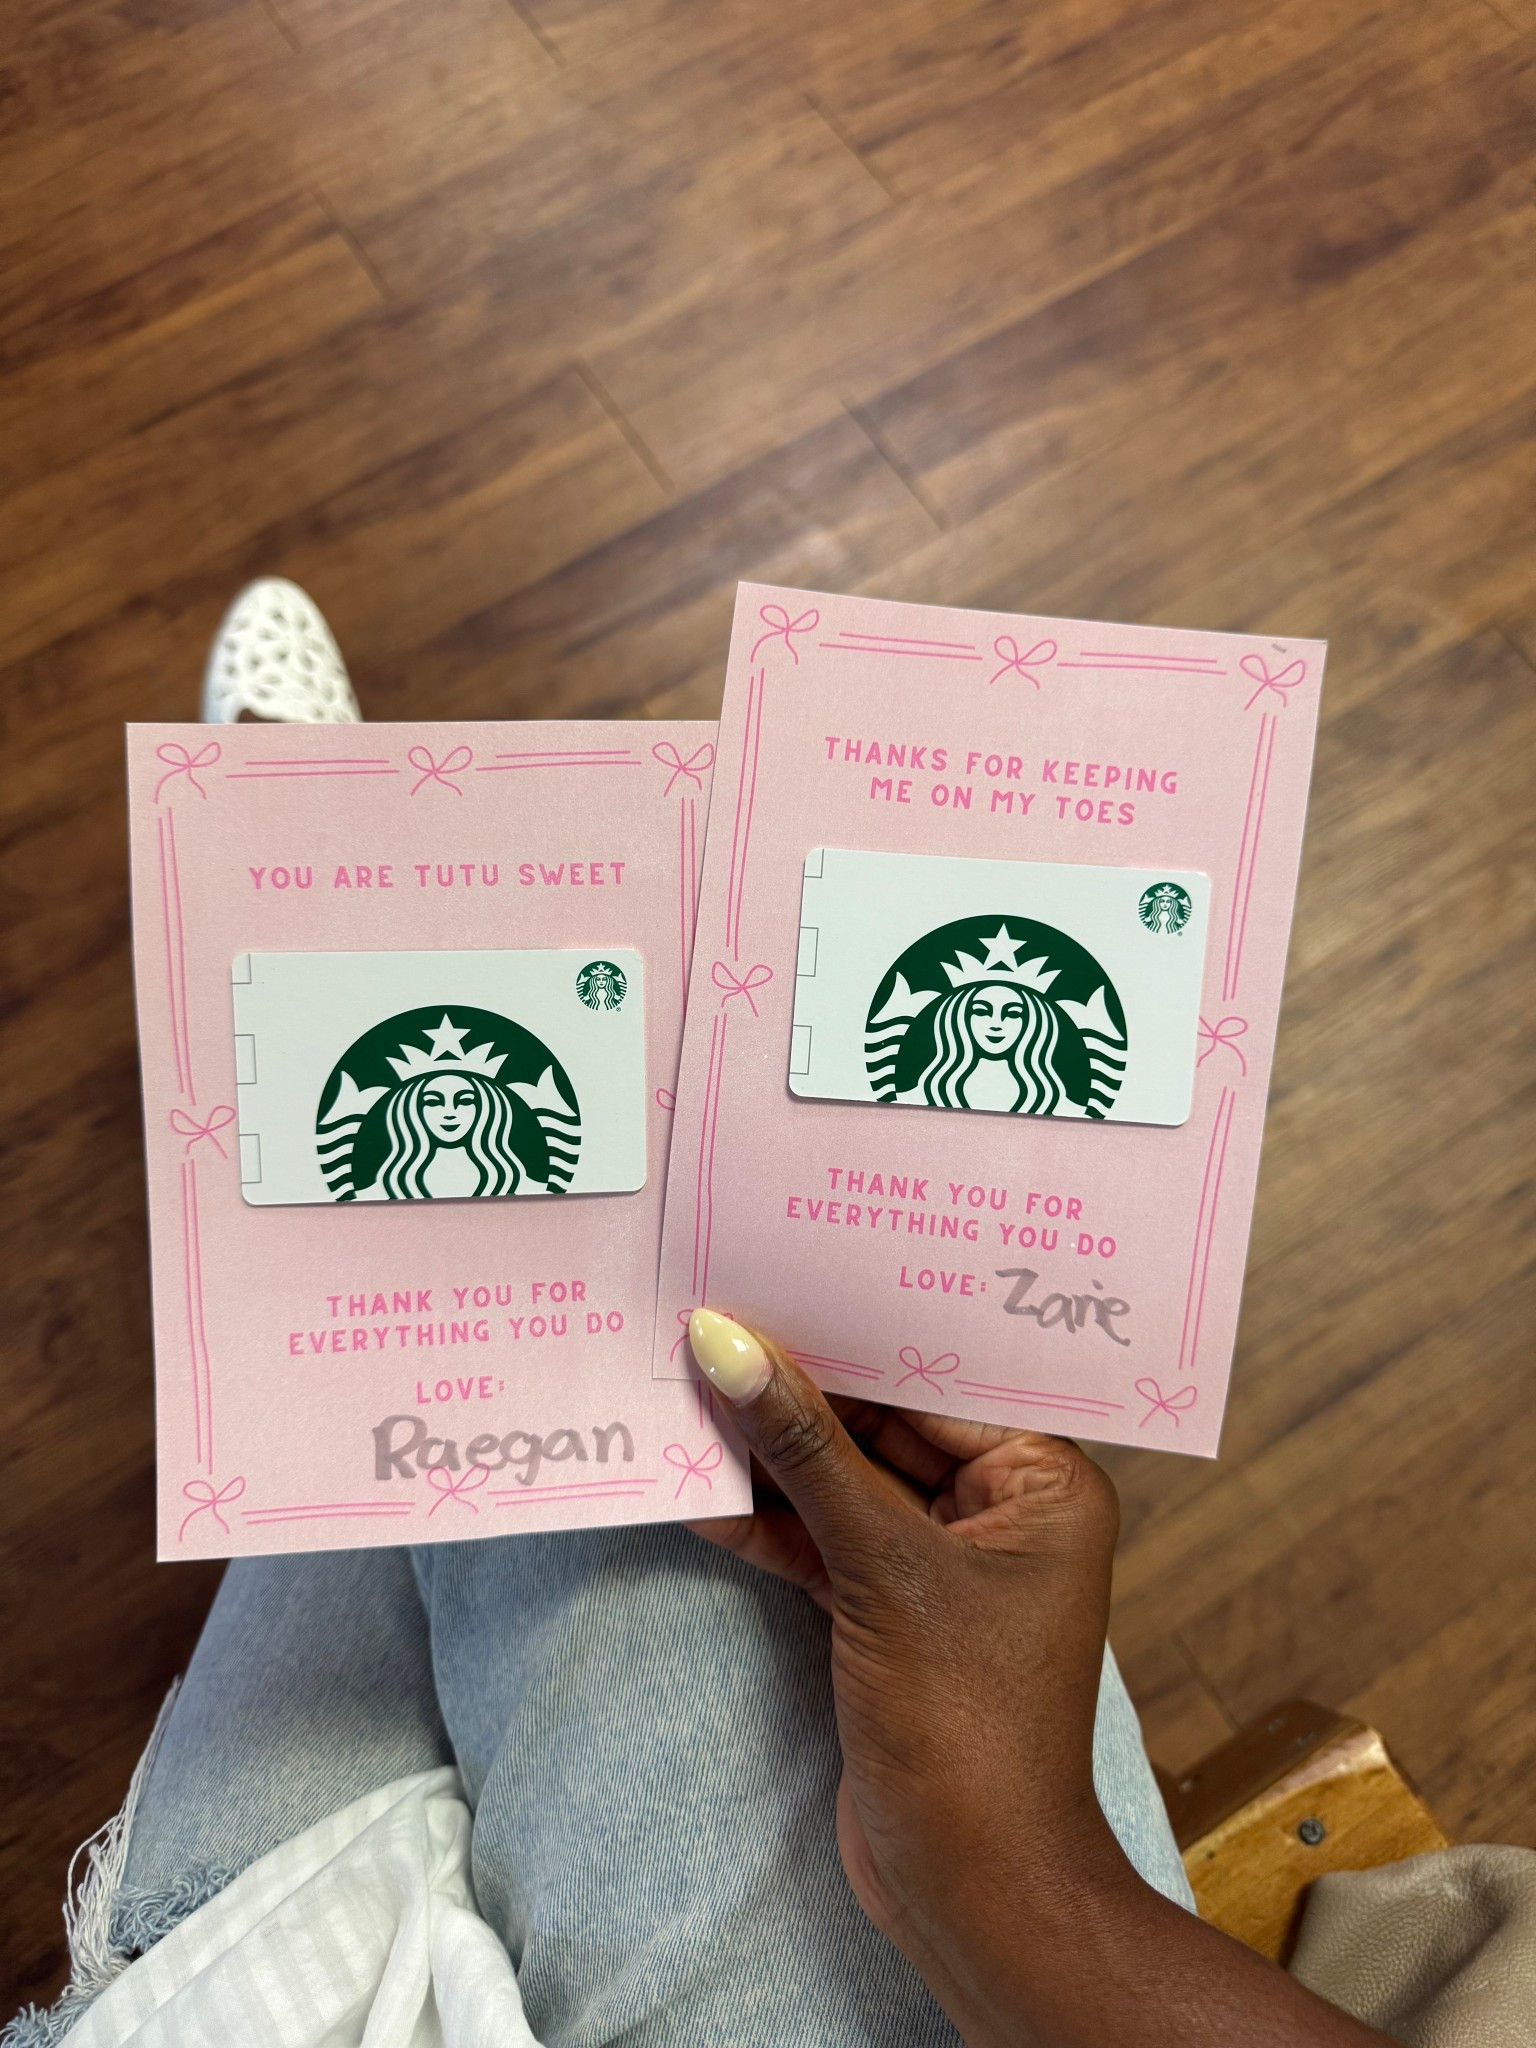 YOU ARE TUTU SWEET
THANK YOU FOR
EVERYTHING YOU DO
LOVE:
Raegan
THANKS FOR KEEPING
ME ON MY TOES
THANK YOU FOR
EVERYTHING YOU DO
LOVE: Zarie